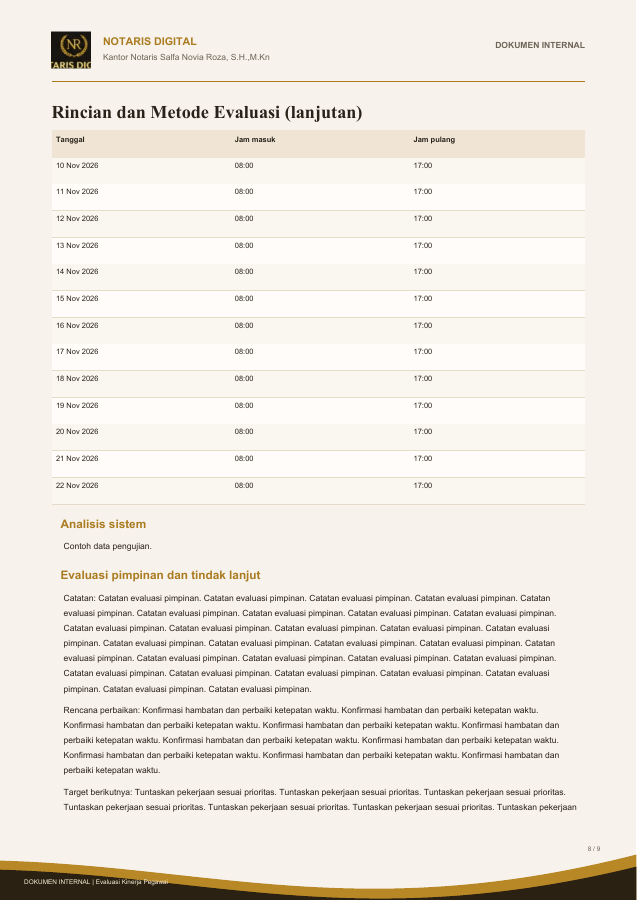 NR
TARIS DIG
NOTARIS DIGITAL
Kantor Notaris Salfa Novia Roza, S.H.,M.Kn
DOKUMEN INTERNAL
Rincian dan Metode Evaluasi (lanjutan)
Tanggal Jam masuk Jam pulang
10 Nov 2026 08:00 17:00
11 Nov 2026 08:00 17:00
12 Nov 2026 08:00 17:00
13 Nov 2026 08:00 17:00
14 Nov 2026 08:00 17:00
15 Nov 2026 08:00 17:00
16 Nov 2026 08:00 17:00
17 Nov 2026 08:00 17:00
18 Nov 2026 08:00 17:00
19 Nov 2026 08:00 17:00
20 Nov 2026 08:00 17:00
21 Nov 2026 08:00 17:00
22 Nov 2026 08:00 17:00
Analisis sistem
Contoh data pengujian.
Evaluasi pimpinan dan tindak lanjut
Catatan: Catatan evaluasi pimpinan. Catatan evaluasi pimpinan. Catatan evaluasi pimpinan. Catatan evaluasi pimpinan. Catatan
evaluasi pimpinan. Catatan evaluasi pimpinan. Catatan evaluasi pimpinan. Catatan evaluasi pimpinan. Catatan evaluasi pimpinan.
Catatan evaluasi pimpinan. Catatan evaluasi pimpinan. Catatan evaluasi pimpinan. Catatan evaluasi pimpinan. Catatan evaluasi
pimpinan. Catatan evaluasi pimpinan. Catatan evaluasi pimpinan. Catatan evaluasi pimpinan. Catatan evaluasi pimpinan. Catatan
evaluasi pimpinan. Catatan evaluasi pimpinan. Catatan evaluasi pimpinan. Catatan evaluasi pimpinan. Catatan evaluasi pimpinan.
Catatan evaluasi pimpinan. Catatan evaluasi pimpinan. Catatan evaluasi pimpinan. Catatan evaluasi pimpinan. Catatan evaluasi
pimpinan. Catatan evaluasi pimpinan. Catatan evaluasi pimpinan.
Rencana perbaikan: Konfirmasi hambatan dan perbaiki ketepatan waktu. Konfirmasi hambatan dan perbaiki ketepatan waktu.
Konfirmasi hambatan dan perbaiki ketepatan waktu. Konfirmasi hambatan dan perbaiki ketepatan waktu. Konfirmasi hambatan dan
perbaiki ketepatan waktu. Konfirmasi hambatan dan perbaiki ketepatan waktu. Konfirmasi hambatan dan perbaiki ketepatan waktu.
Konfirmasi hambatan dan perbaiki ketepatan waktu. Konfirmasi hambatan dan perbaiki ketepatan waktu. Konfirmasi hambatan dan
perbaiki ketepatan waktu.
Target berikutnya: Tuntaskan pekerjaan sesuai prioritas. Tuntaskan pekerjaan sesuai prioritas. Tuntaskan pekerjaan sesuai prioritas.
Tuntaskan pekerjaan sesuai prioritas. Tuntaskan pekerjaan sesuai prioritas. Tuntaskan pekerjaan sesuai prioritas. Tuntaskan pekerjaan
8 / 9
DOKUMEN INTERNAL | Evaluasi Kinerja Pegawai